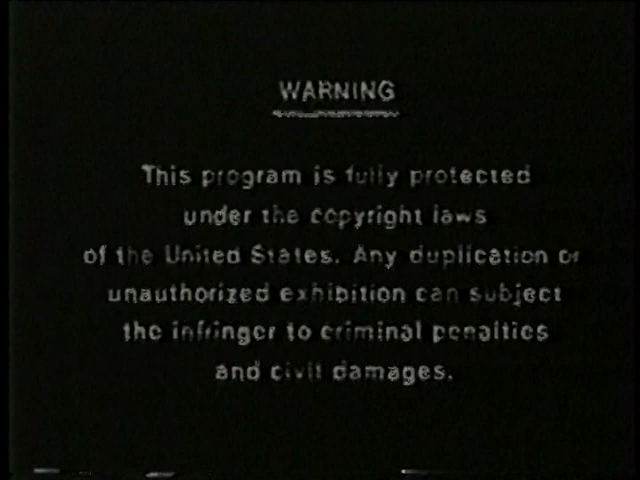 WARNING
This program is fully protected
under the copyright laws
of the United States. Any duplication or
unauthorized exhibition can subject
the infringer to criminal penalties
and civil damages.